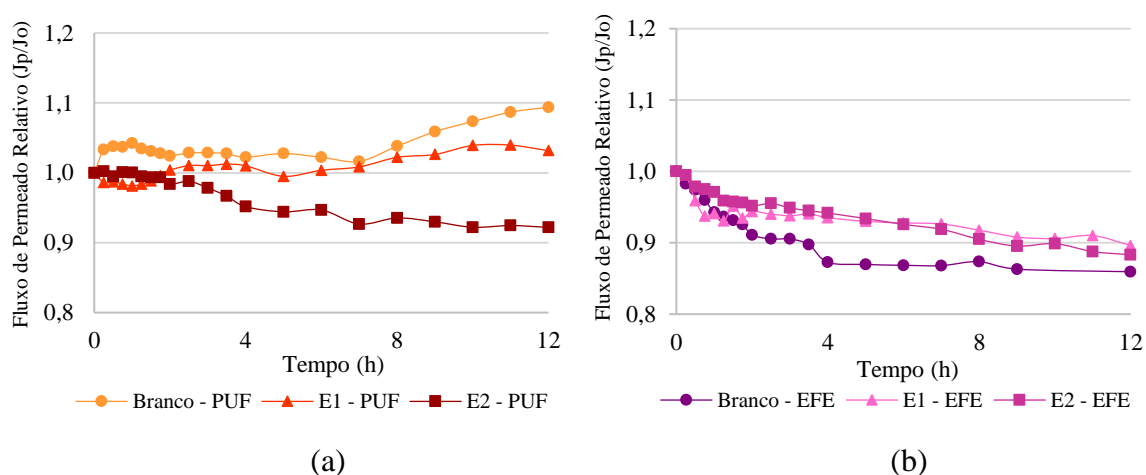 Fluxo de Permeado Relativo (Jp/Jo)
1,2
1,1
1,0
0,9
0,8
0
4
8
12
Tempo (h)
Branco - PUF
E1 - PUF
E2 - PUF
(a)
Fluxo de Permeado Relativo (Jp/Jo)
1,2
1,1
1,0
0,9
0,8
0
4
8
12
Tempo (h)
Branco - EFE
E1 - EFE
E2 - EFE
(b)